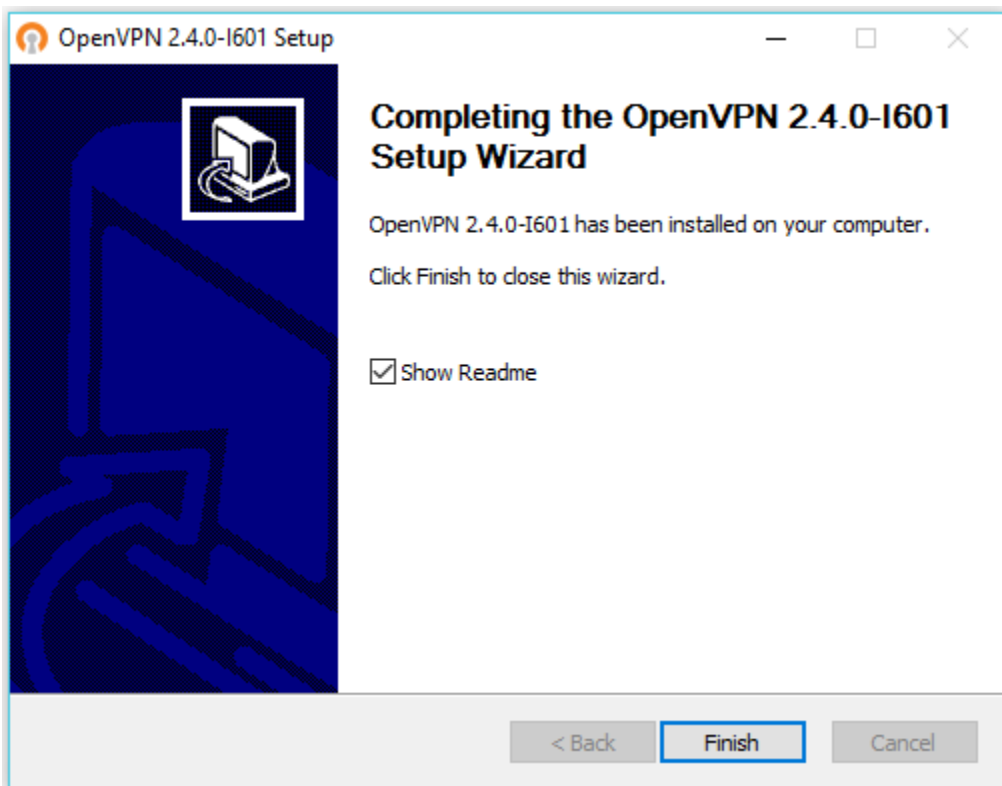 OpenVPN 2.4.0-I601 Setup
Completing the OpenVPN 2.4.0-I601
Setup Wizard
OpenVPN 2.4.0-I601 has been installed on your computer.
Click Finish to close this wizard.
Show Readme
< Back Finish Cancel